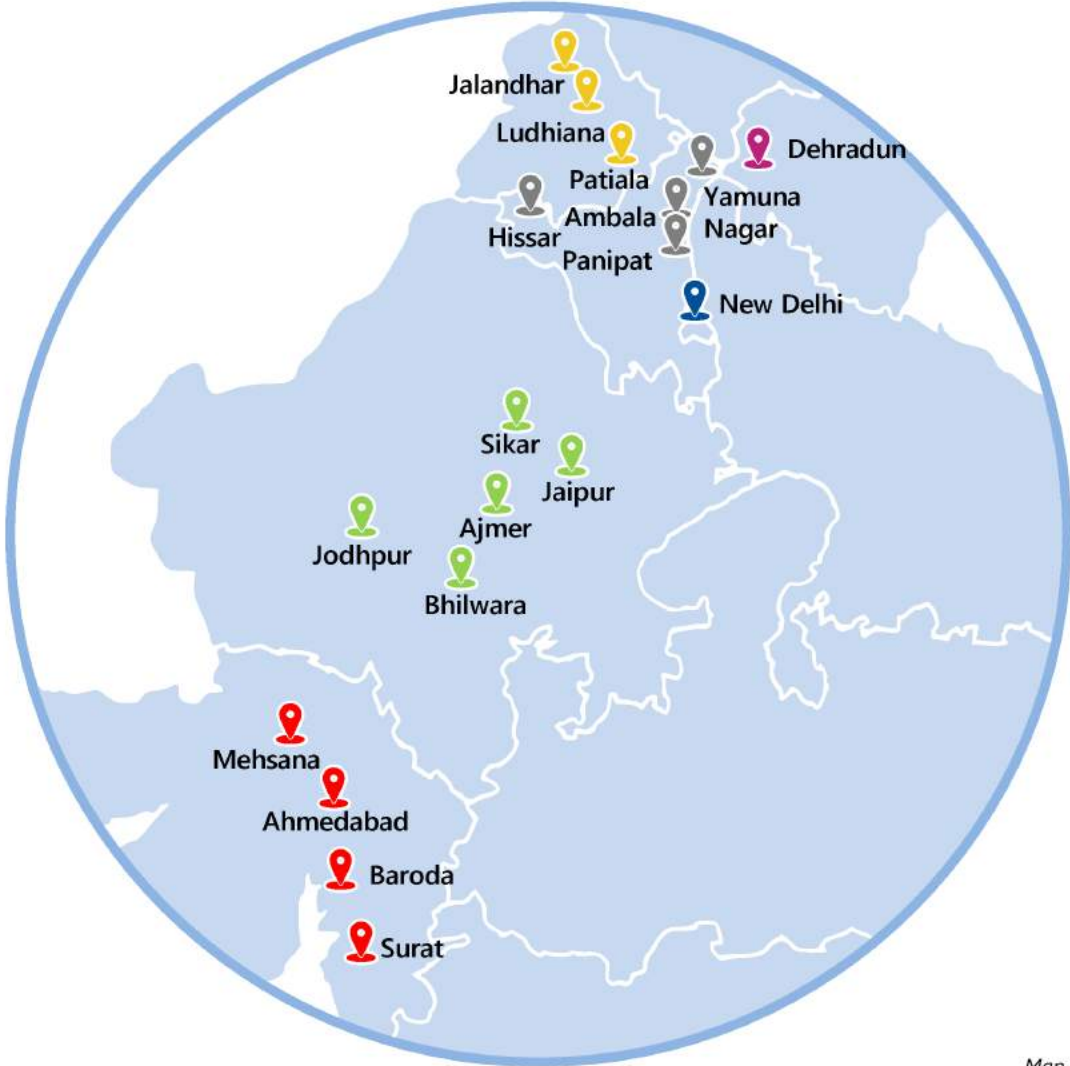 Jalandhar
Ludhiana
Dehradun
Patiala
Yamuna
Nagar
Ambala
Hissar
Panipat
New Delhi
Sikar
Jaipur
Ajmer
Jodhpur
Bhilwara
Mehsana
Ahmedabad
Baroda
Surat
Map